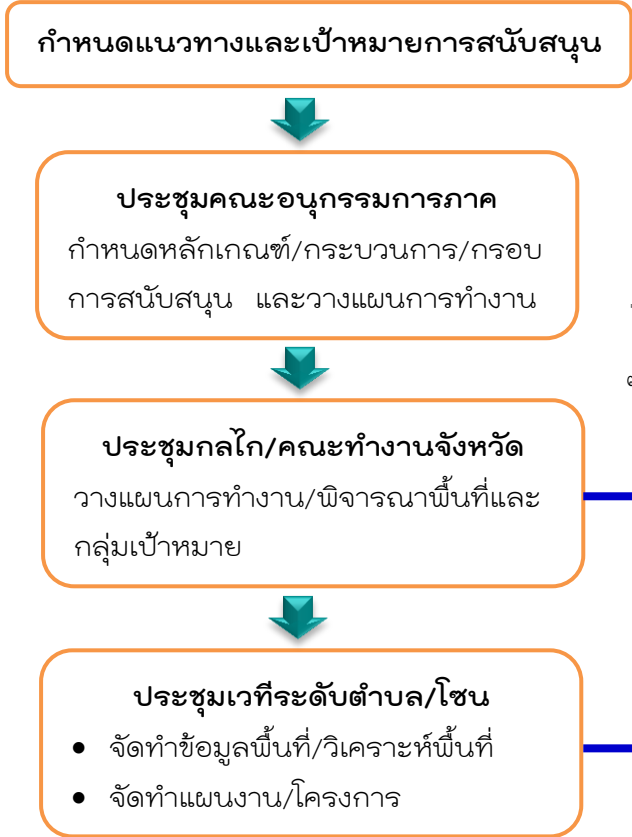 กำหนดแนวทางและเป้าหมายการสนับสนุน
ประชุมคณะอนุกรรมการภาค
กำหนดหลักเกณฑ์/กระบวนการ/กรอบ
การสนับสนุน และวางแผนการทำงาน
ประชุมกลไก/คณะทำงานจังหวัด
วางแผนการทำงาน/พิจารณาพื้นที่และ
กลุ่มเป้าหมาย
ประชุมเวทีระดับตำบล/โซน
• จัดทำข้อมูลพื้นที่/วิเคราะห์พื้นที่
• จัดทำแผนงาน/โครงการ